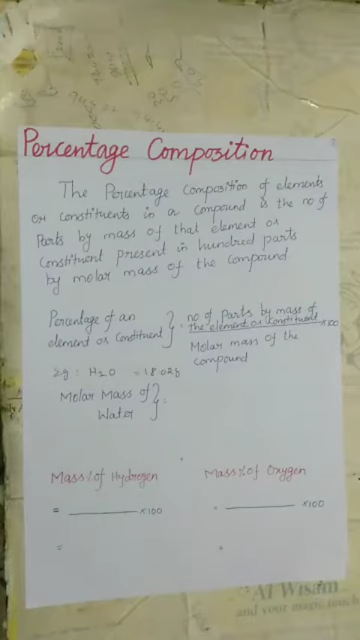 Percentage Composition
The Percentage Composition of elements
or constituents in a compound is the no of
Parts by mass of that element or
Constituent present in hundred parts
by molar mass of the compound
Percentage of an element or Constituent } = no of Parts by mass of the element or constituent ×100
Molar mass of the
compound
Eg : H2O = 18.02g
Molar Mass of
Water } =
Mass % of Hydrogen Mass % of Oxygen
= ×100 = ×100
= =
Al Wisam
and your magic touch